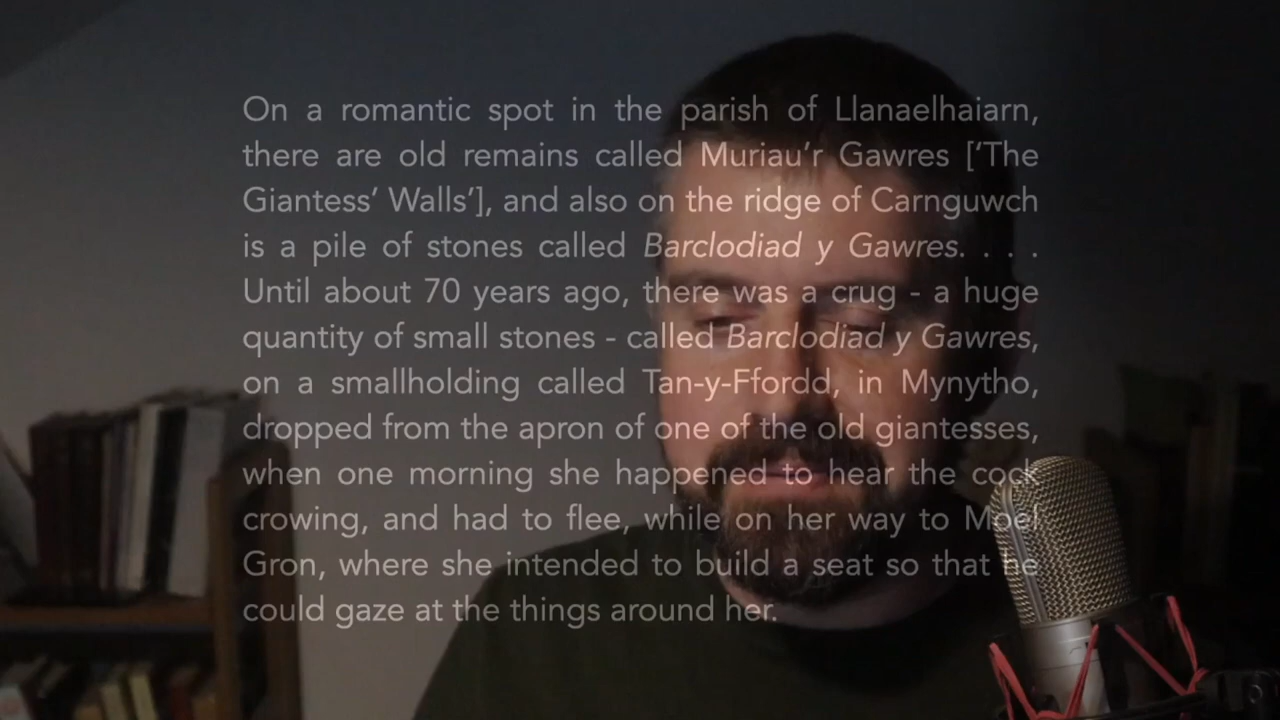 On a romantic spot in the parish of Llanaelhaiarn,
there are old remains called Muriau’r Gawres [‘The
Giantess’ Walls’], and also on the ridge of Carnguwch
is a pile of stones called Barclodiad y Gawres. . . .
Until about 70 years ago, there was a crug - a huge
quantity of small stones - called Barclodiad y Gawres,
on a smallholding called Tan-y-Ffordd, in Mynytho,
dropped from the apron of one of the old giantesses,
when one morning she happened to hear the cock
crowing, and had to flee, while on her way to Moel
Gron, where she intended to build a seat so that he
could gaze at the things around her.